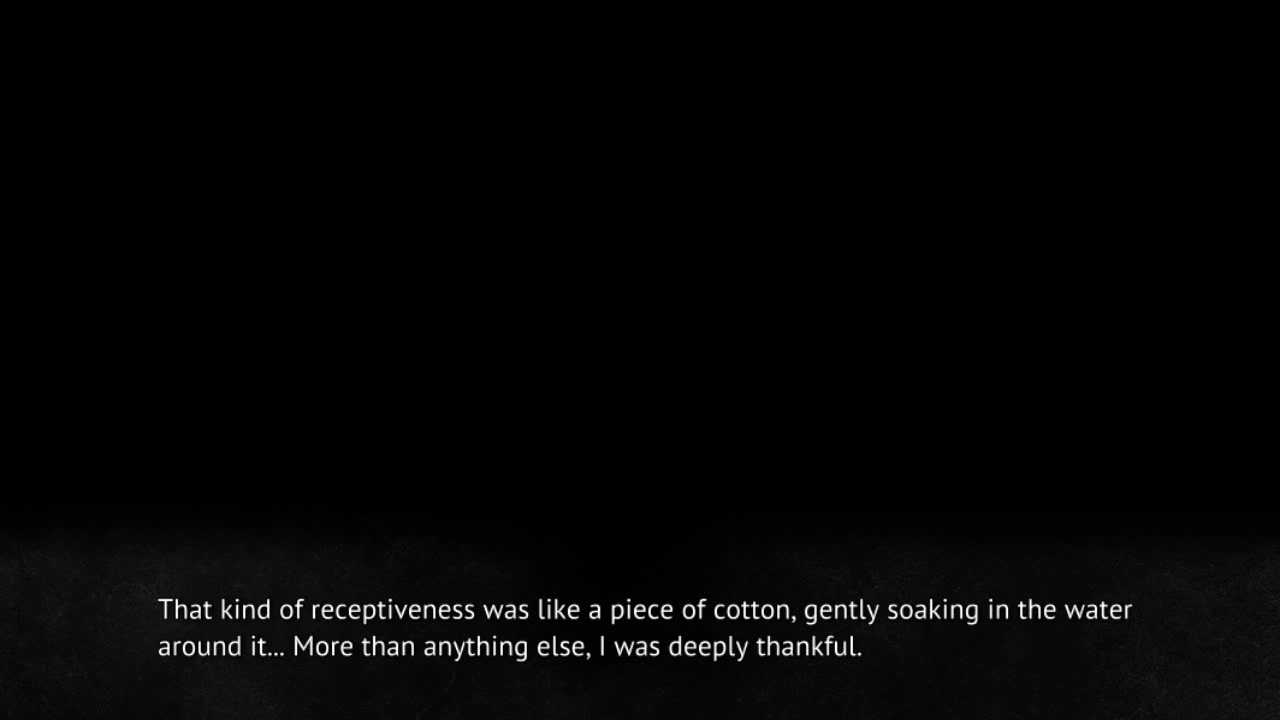 That kind of receptiveness was like a piece of cotton, gently soaking in the water
around it... More than anything else, I was deeply thankful.